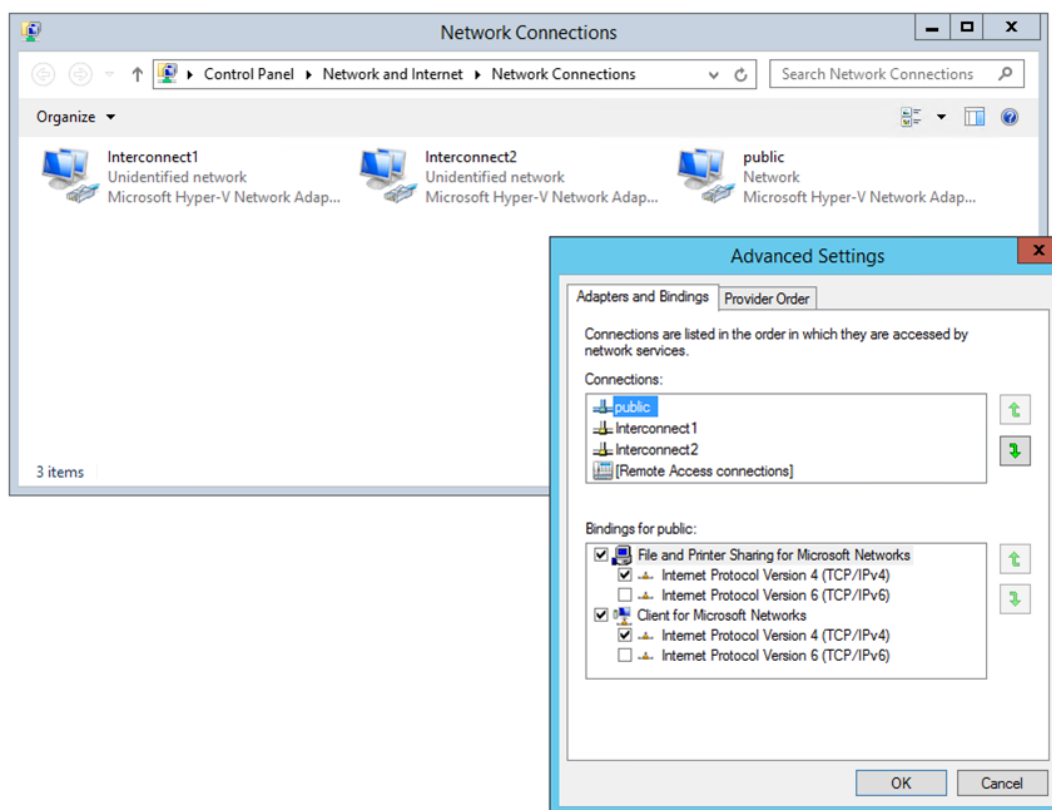 Network Connections
Control Panel Network and Internet Network Connections
Search Network Connections
Organize
Interconnect1
Unidentified network
Microsoft Hyper-V Network Adap...
Interconnect2
Unidentified network
Microsoft Hyper-V Network Adap...
public
Network
Microsoft Hyper-V Network Adap...
3 items
Advanced Settings
Adapters and Bindings
Provider Order
Connections are listed in the order in which they are accessed by
network services.
Connections:
public
Interconnect1
Interconnect2
[Remote Access connections]
Bindings for public:
File and Printer Sharing for Microsoft Networks
Internet Protocol Version 4 (TCP/IPv4)
Internet Protocol Version 6 (TCP/IPv6)
Client for Microsoft Networks
Internet Protocol Version 4 (TCP/IPv4)
Internet Protocol Version 6 (TCP/IPv6)
OK
Cancel